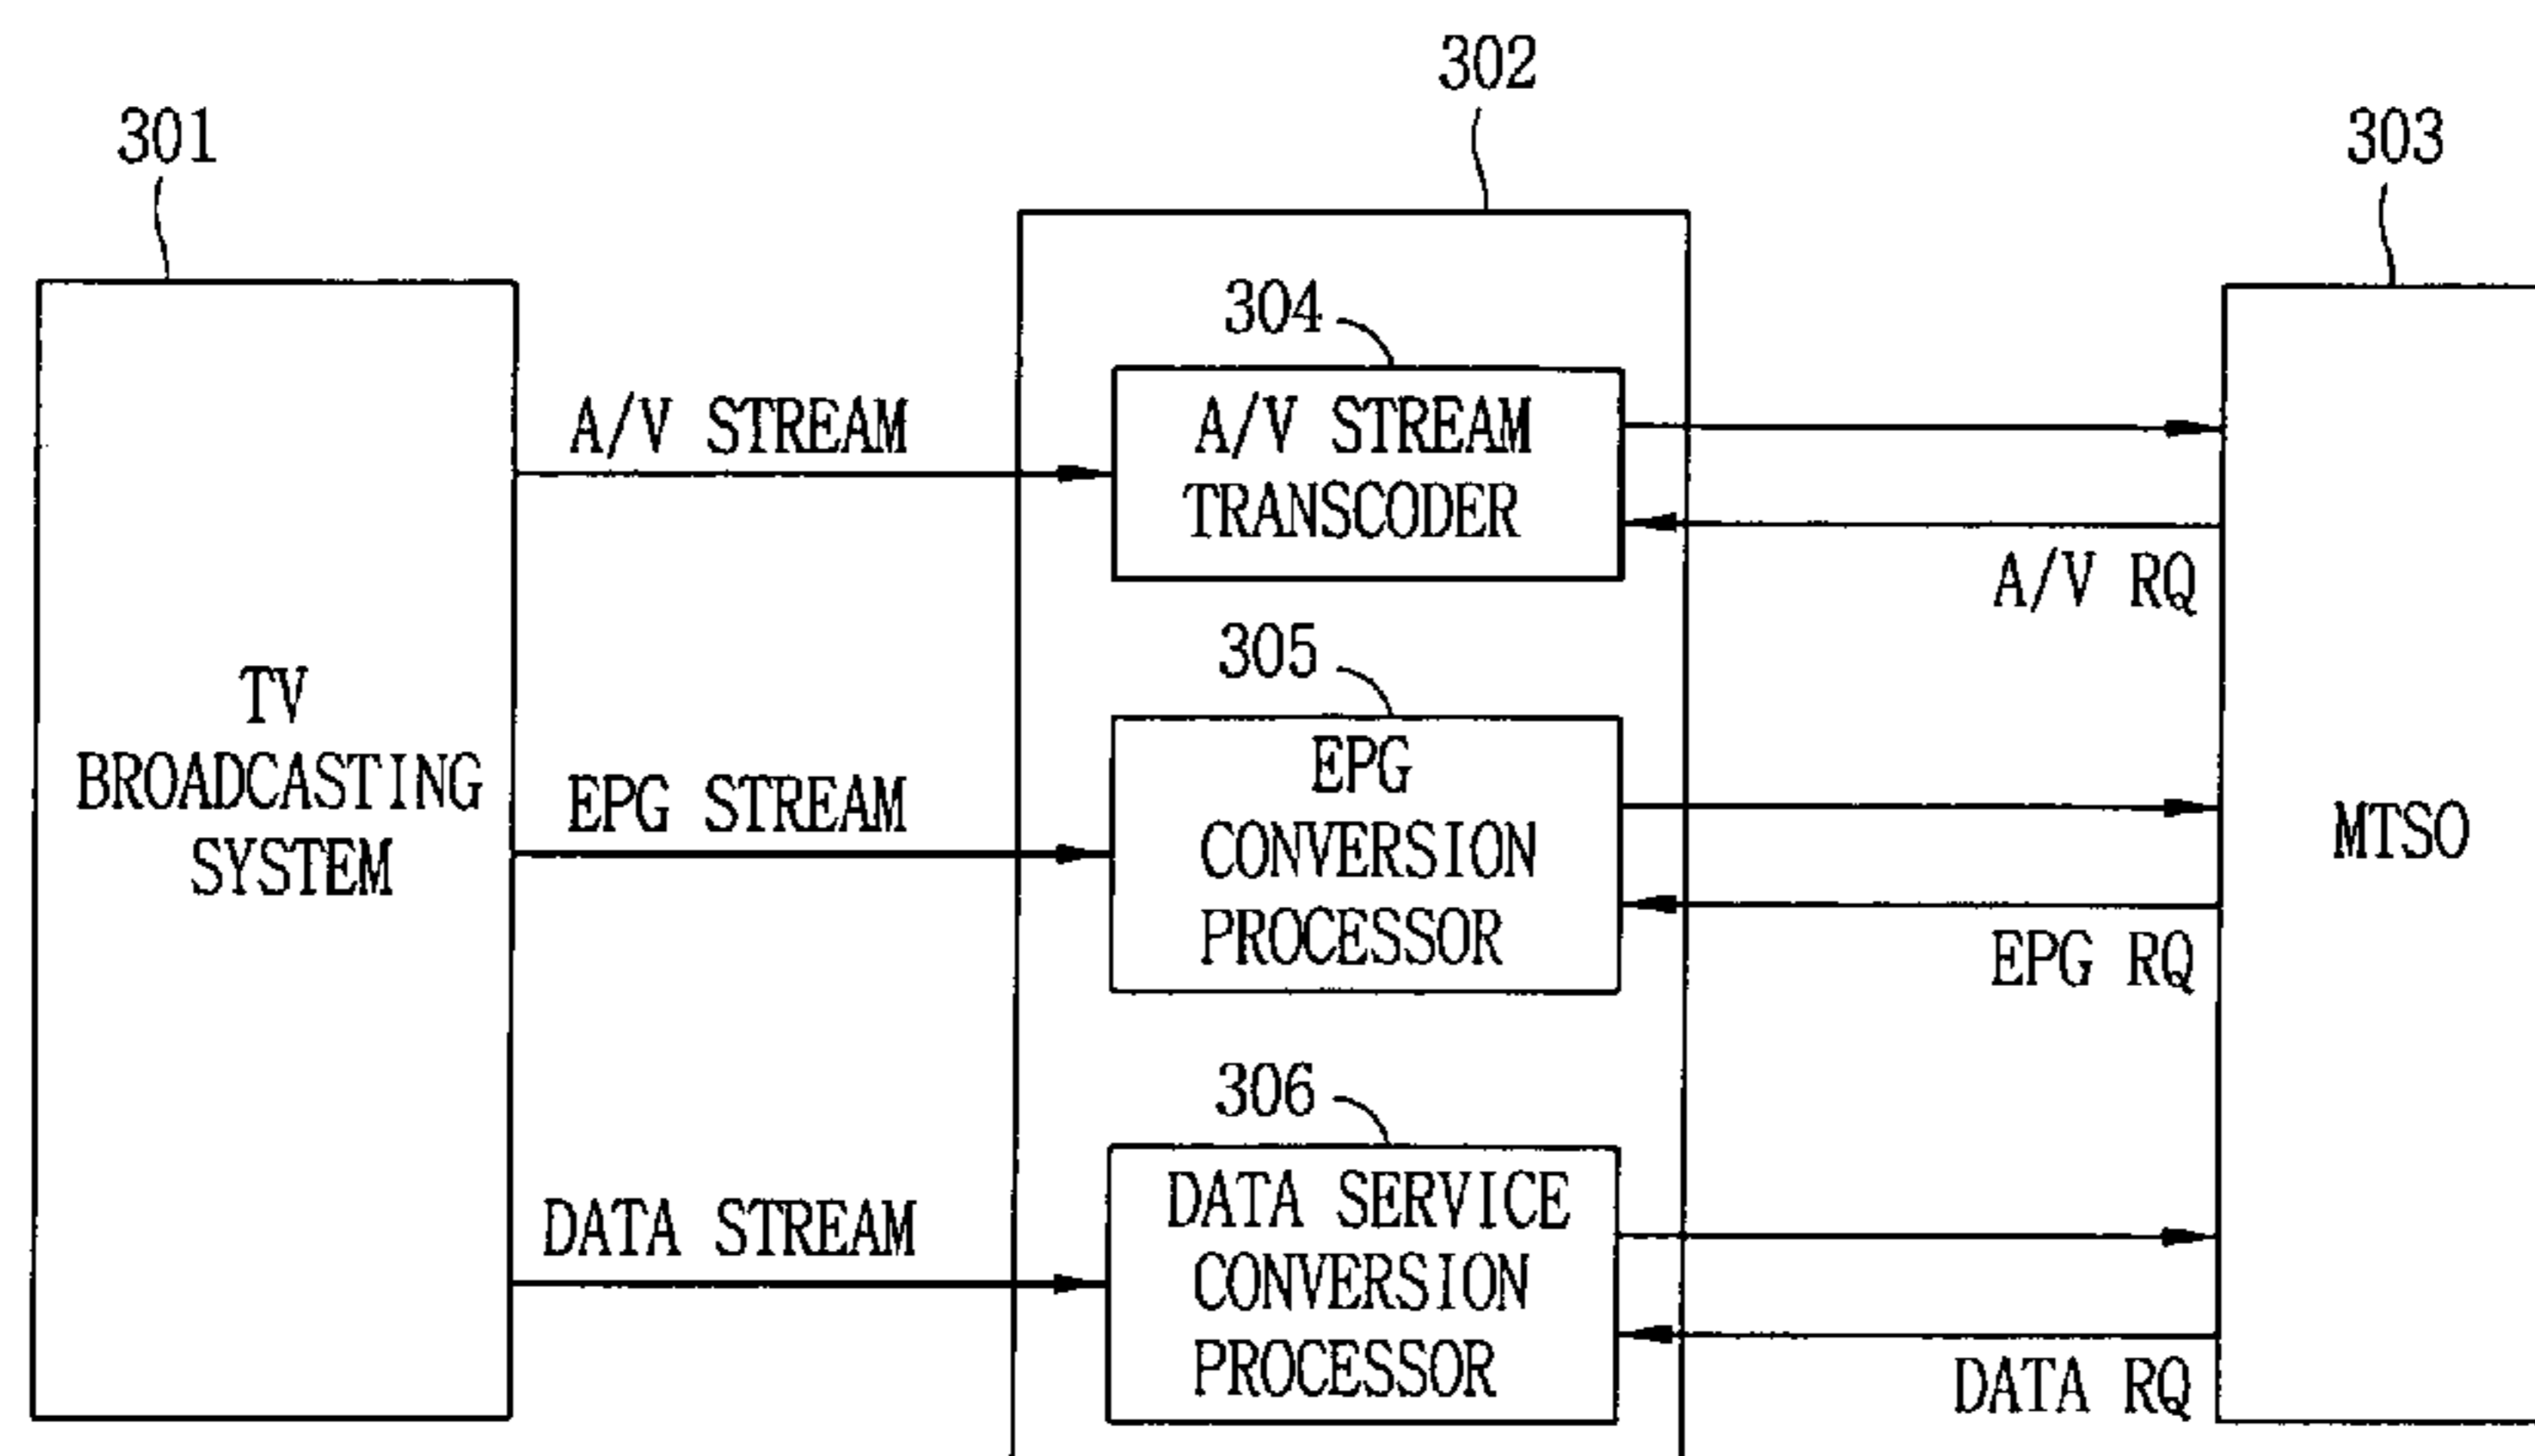 302
301
303
304
A/V STREAM
A/V STREAM
TRANSCODER
A/V RQ
305
TV
BROADCASTING
SYSTEM
EPG STREAM
EPG
CONVERSION
PROCESSOR
MTSO
EPG RQ
306
DATA STREAM
DATA SERVICE
CONVERSION
PROCESSOR
DATA RQ